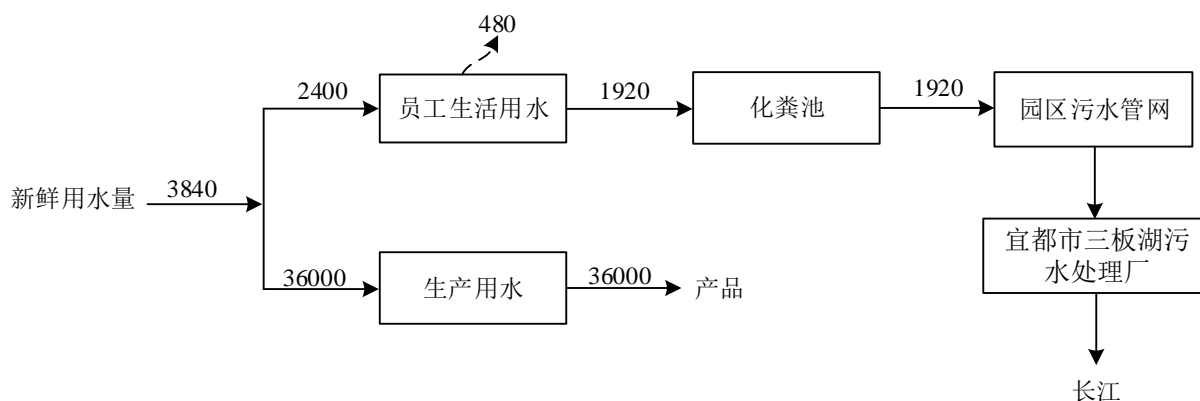 480
2400
员工生活用水
1920
化粪池
1920
园区污水管网
新鲜用水量
3840
宜都市三板湖污
水处理厂
36000
生产用水
36000
产品
长江